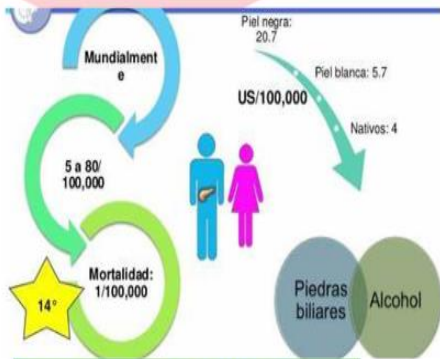 Mundialment
e
5 a 80/
100,000
Mortalidad:
1/100,000
14°
Piel negra:
20.7
Piel blanca: 5.7
US/100,000
Nativos: 4
Piedras
biliares
Alcohol